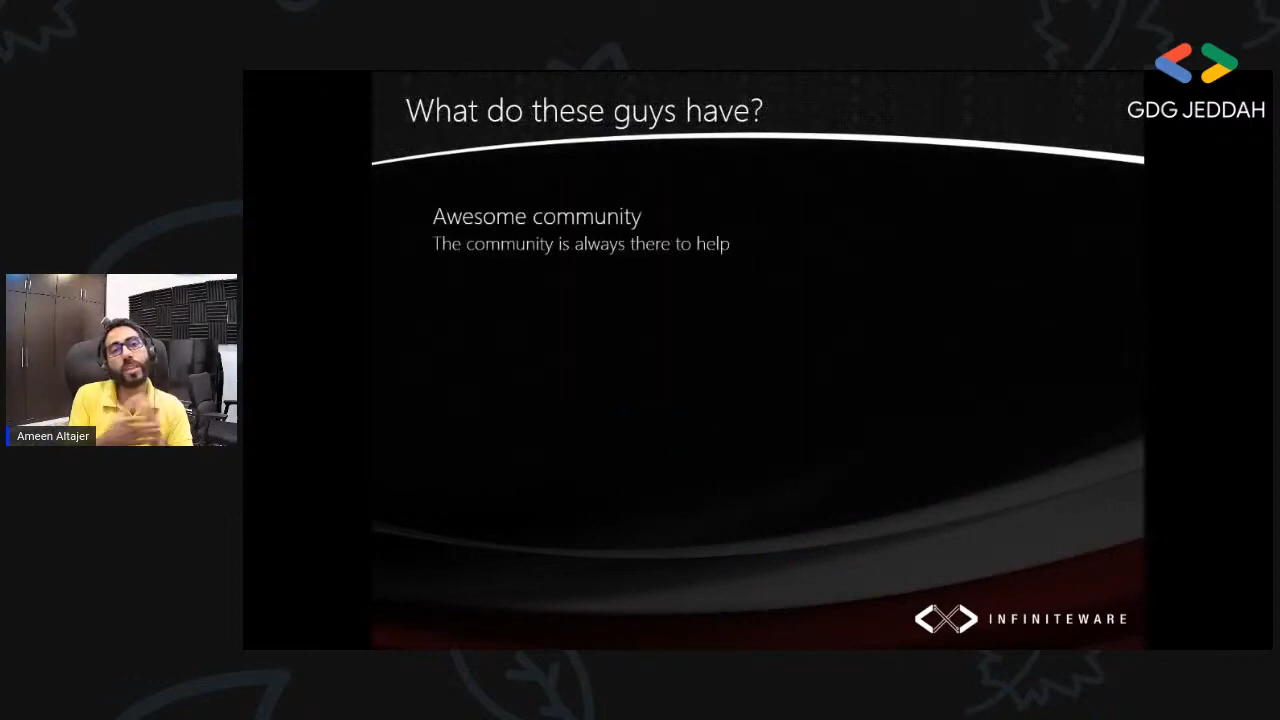 GDG JEDDAH
What do these guys have?
Awesome community
The community is always there to help
Ameen Altajer
INFINITEWARE